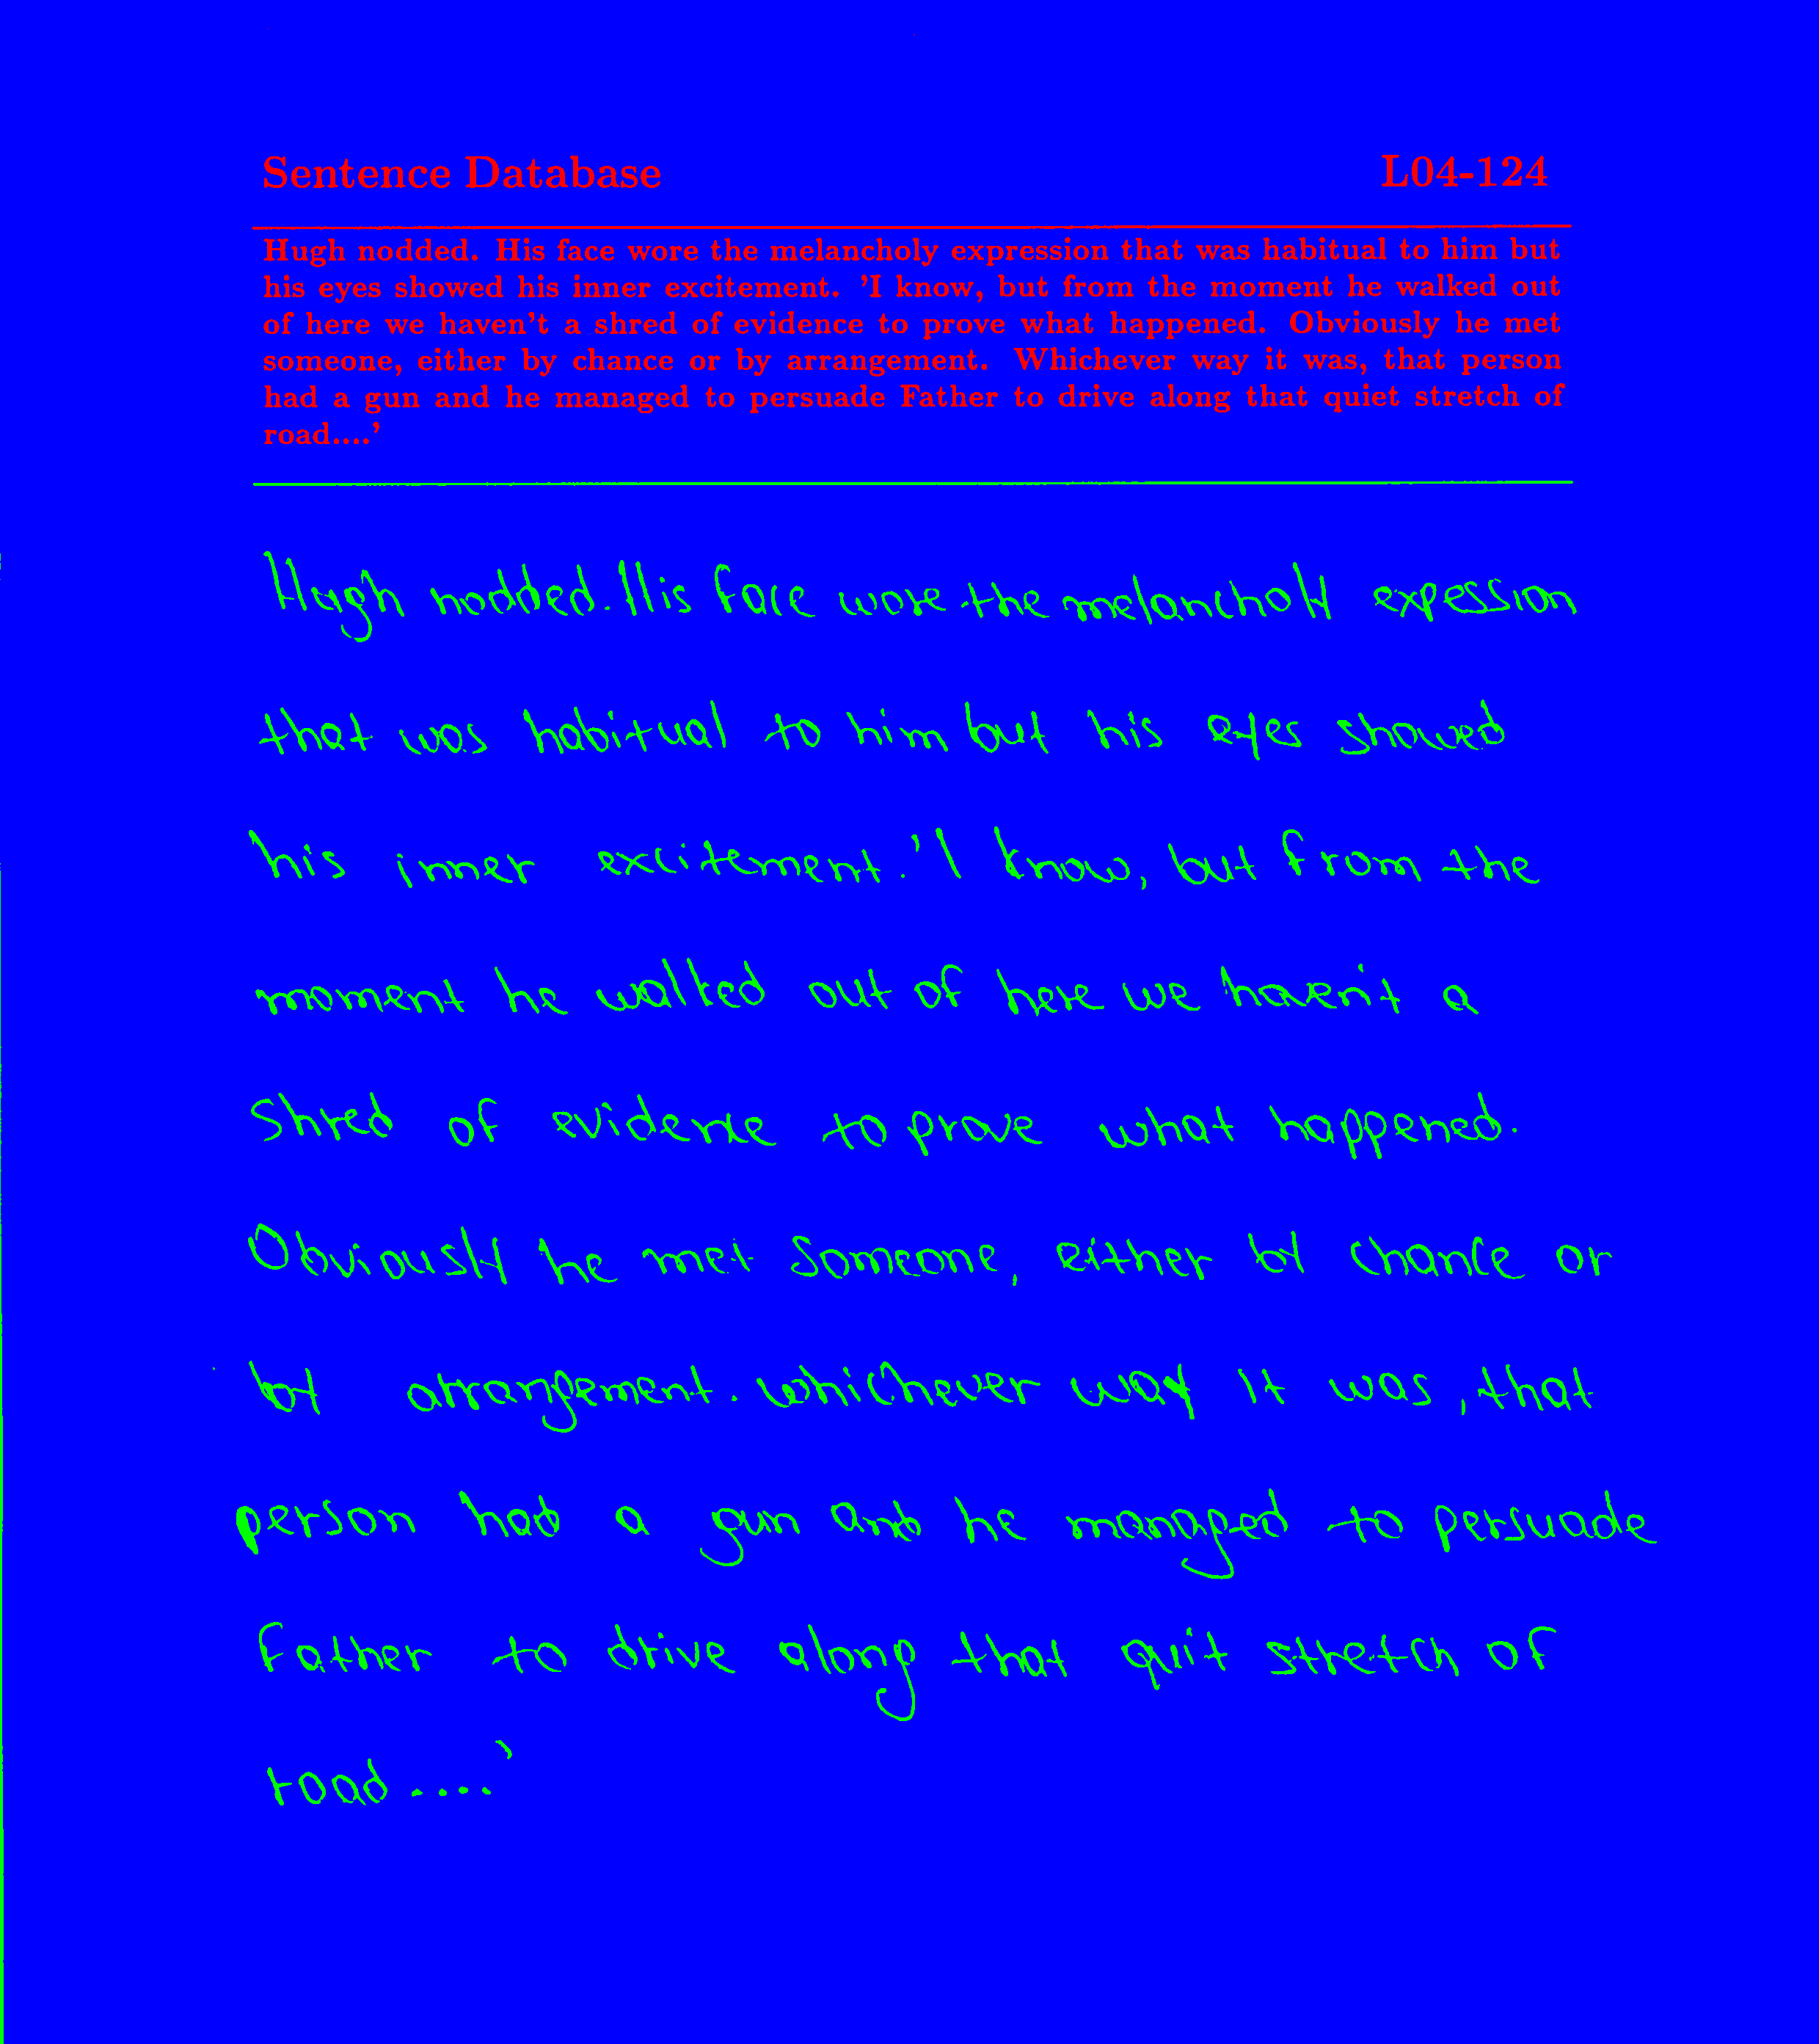 Sentence Database L04-124
Hugh nodded. His face wore the melancholy expression that was habitual to him but
his eyes showed his inner excitement. 'I know, but from the moment he walked out
of here we haven't a shred of evidence to prove what happened. Obviously he met
someone, either by chance or by arrangement. Whichever way it was, that person
had a gun and he managed to persuade Father to drive along that quiet stretch of
road....'
Hugh nodded. His face wore the melancholy expession
that was habitual to him but his eyes showed
his inner excitement. 'I know, but from the
moment he walked out of here we haven't a
shred of evidence to prove what happened.
Obviously he met someone, either by chance or
by arrangement. whichever way it was, that
person had a gun and he managed to persuade
Father to drive along that quit stretch of
road....'